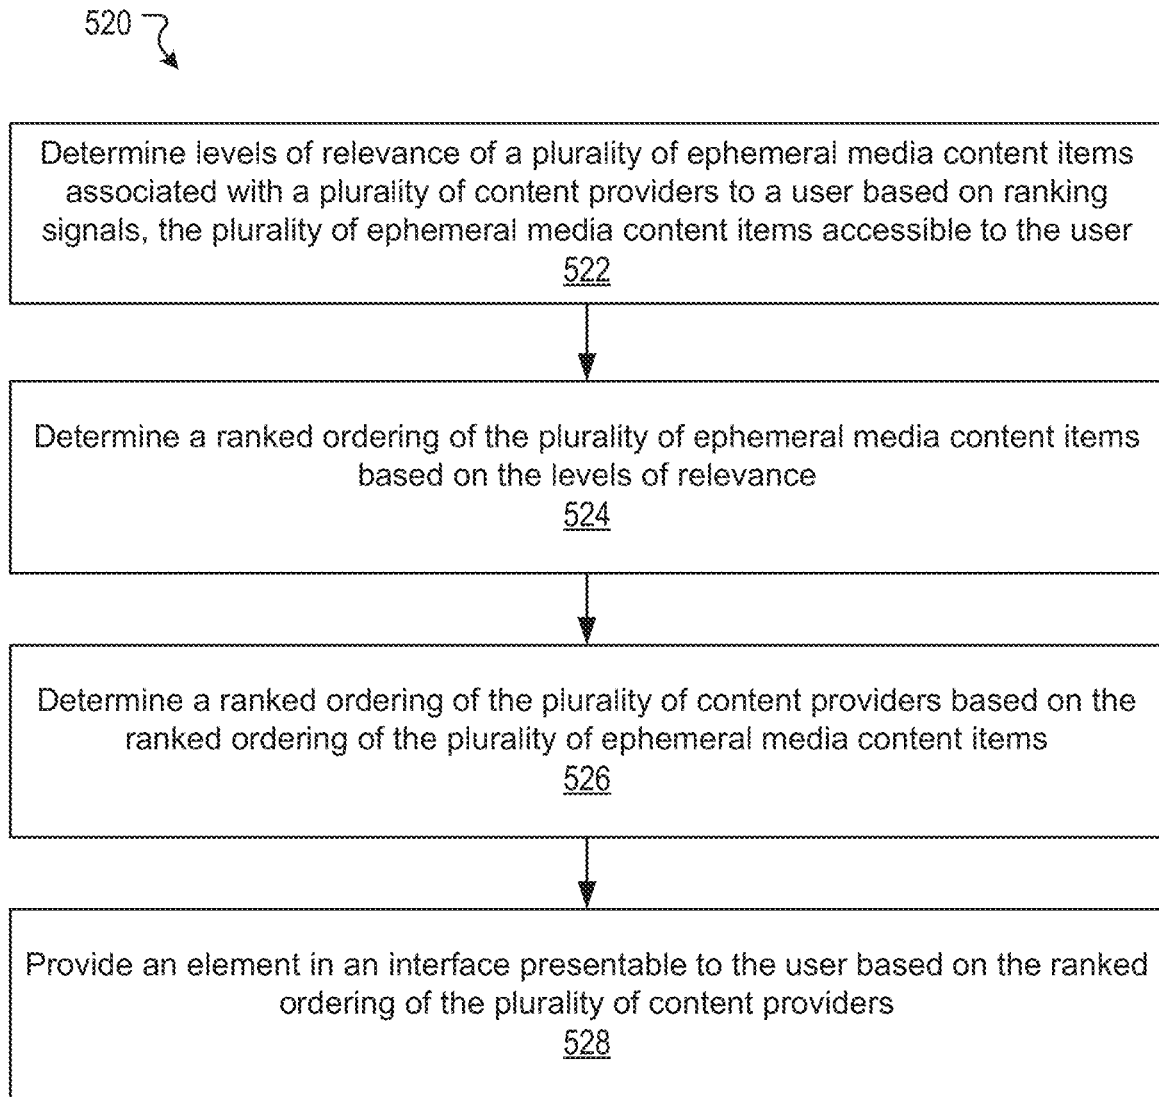 520
Determine levels of relevance of a plurality of ephemeral media content items
associated with a plurality of content providers to a user based on ranking
signals, the plurality of ephemeral media content items accessible to the user
522
Determine a ranked ordering of the plurality of ephemeral media content items
based on the levels of relevance
524
Determine a ranked ordering of the plurality of content providers based on the
ranked ordering of the plurality of ephemeral media content items
526
Provide an element in an interface presentable to the user based on the ranked
ordering of the plurality of content providers
528